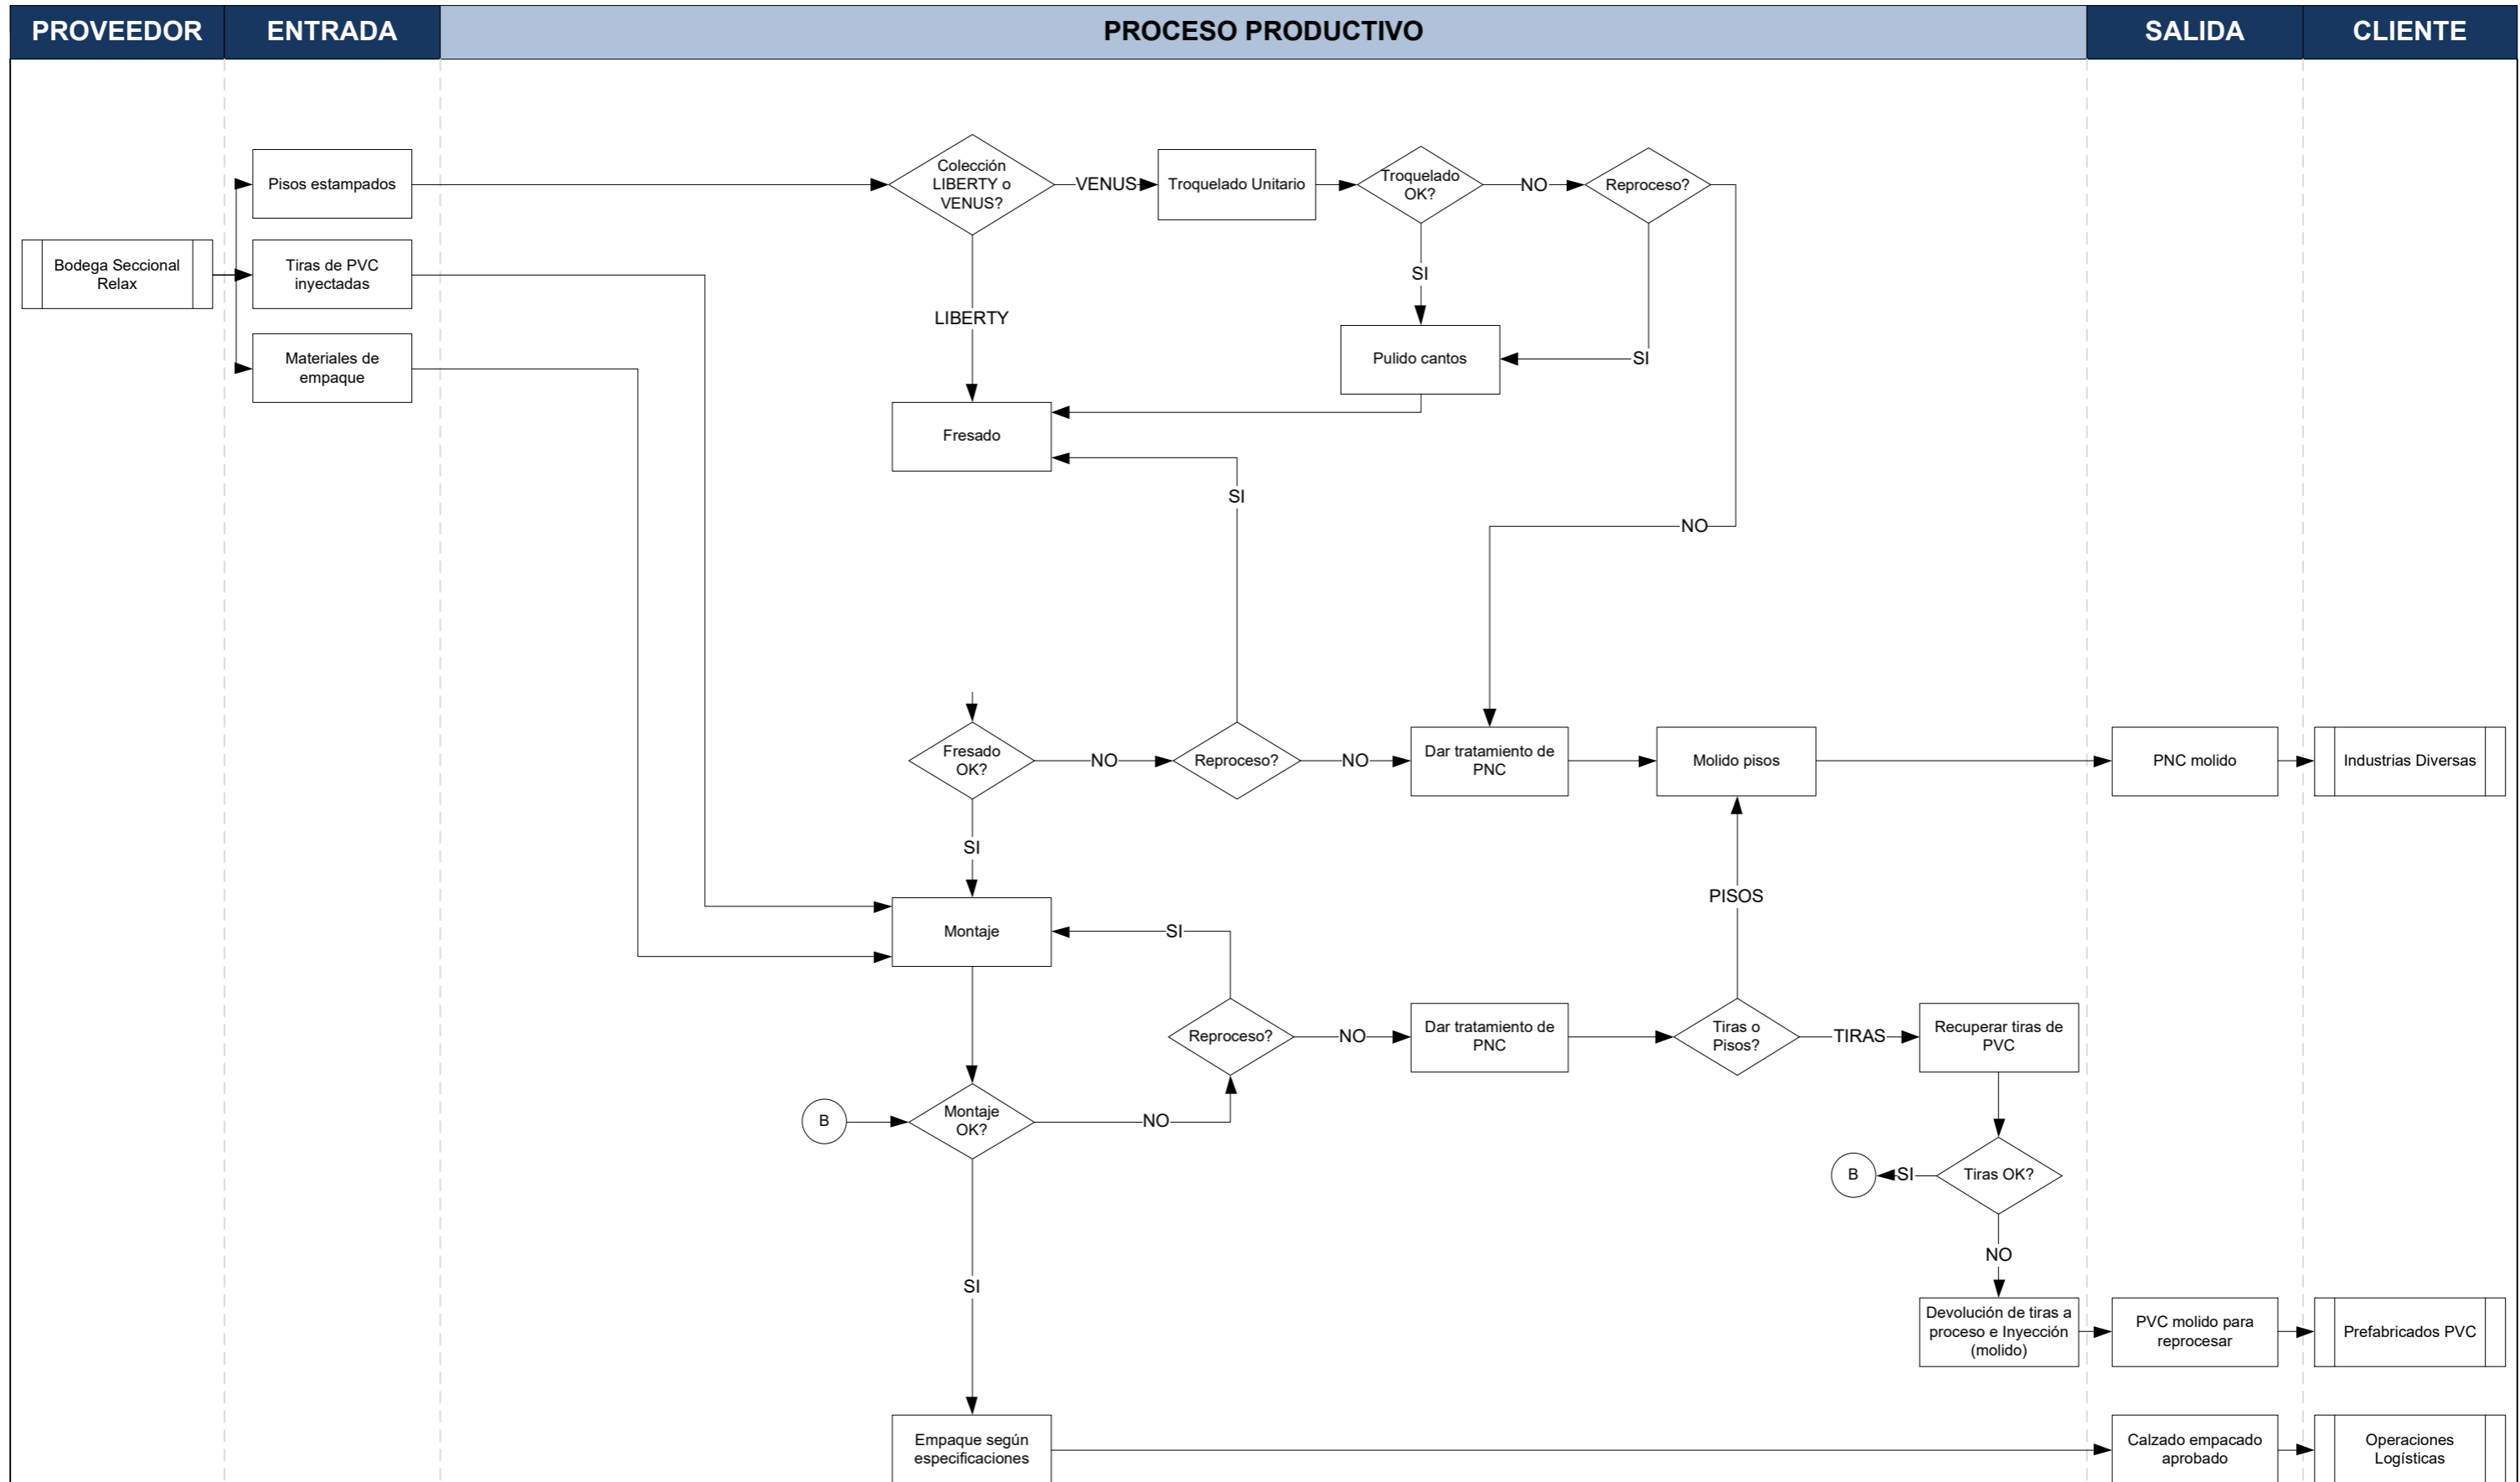 PROVEEDOR
ENTRADA
PROCESO PRODUCTIVO
SALIDA
CLIENTE
Pisos estampados
Colección
LIBERTY o
VENUS?
VENUS
Troquelado Unitario
Troquelado
OK?
NO
Reproceso?
Bodega Seccional
Relax
Tiras de PVC
inyectadas
SI
LIBERTY
Materiales de
empaque
Pulido cantos
SI
Fresado
SI
NO
Fresado
OK?
NO
Reproceso?
NO
Dar tratamiento de
PNC
Molido pisos
PNC molido
Industrias Diversas
SI
PISOS
Montaje
SI
Reproceso?
NO
Dar tratamiento de
PNC
Tiras o
Pisos?
TIRAS
Recuperar tiras de
PVC
B
Montaje
OK?
NO
B
SI
Tiras OK?
NO
SI
Devolución de tiras a
proceso e Inyección
(molido)
PVC molido para
reprocesar
Prefabricados PVC
Empaque según
especificaciones
Calzado empacado
aprobado
Operaciones
Logísticas